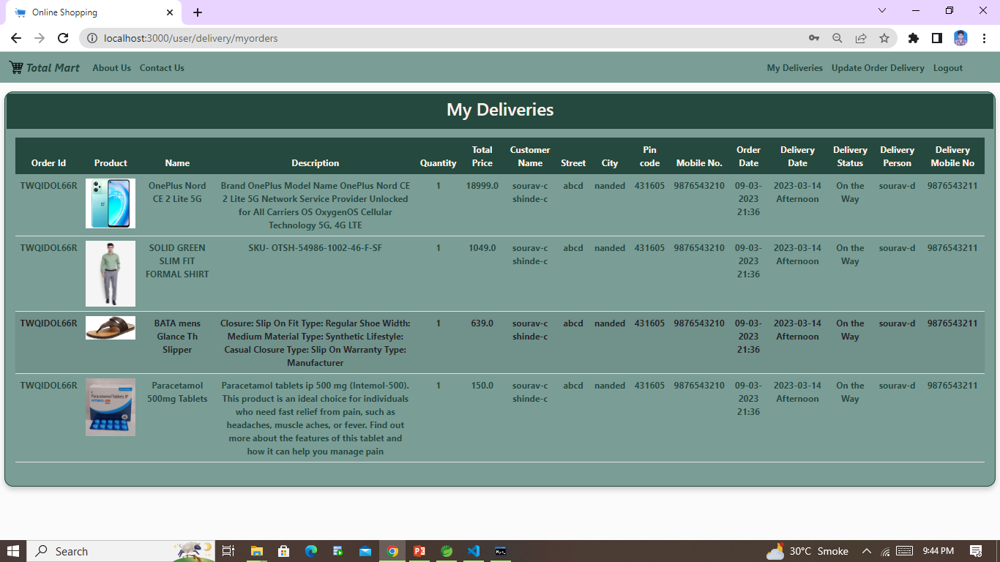 Online Shopping
localhost:3000/user/delivery/myorders
Total Mart About Us Contact Us My Deliveries Update Order Delivery Logout
My Deliveries
Order Id Product Name Description Quantity Total Price Customer Name Street City Pin code Mobile No. Order Date Delivery Date Delivery Status Delivery Person Delivery Mobile No
TWQIDOL66R OnePlus Nord Brand OnePlus Model Name OnePlus Nord CE 1 18999.0 sourav-c abcd nanded 431605 9876543210 09-03- 2023-03-14 On the sourav-d 9876543211
CE 2 Lite 5G 2 Lite 5G Network Service Provider Unlocked shinde-c 2023 Afternoon Way
for All Carriers OS OxygenOS Cellular 21:36
Technology 5G, 4G LTE
TWQIDOL66R SOLID GREEN SKU- OTSH-54986-1002-46-F-SF 1 1049.0 sourav-c abcd nanded 431605 9876543210 09-03- 2023-03-14 On the sourav-d 9876543211
SLIM FIT shinde-c 2023 Afternoon Way
FORMAL SHIRT 21:36
TWQIDOL66R BATA mens Closure: Slip On Fit Type: Regular Shoe Width: 1 639.0 sourav-c abcd nanded 431605 9876543210 09-03- 2023-03-14 On the sourav-d 9876543211
Glance Th Medium Material Type: Synthetic Lifestyle: shinde-c 2023 Afternoon Way
Slipper Casual Closure Type: Slip On Warranty Type: 21:36
Manufacturer
TWQIDOL66R Paracetamol Paracetamol tablets ip 500 mg (Intemol-500). 1 150.0 sourav-c abcd nanded 431605 9876543210 09-03- 2023-03-14 On the sourav-d 9876543211
500mg Tablets This product is an ideal choice for individuals shinde-c 2023 Afternoon Way
who need fast relief from pain, such as 21:36
headaches, muscle aches, or fever. Find out
more about the features of this tablet and
how it can help you manage pain
Paracetamol Tablets IP
Search 30°C Smoke 9:44 PM